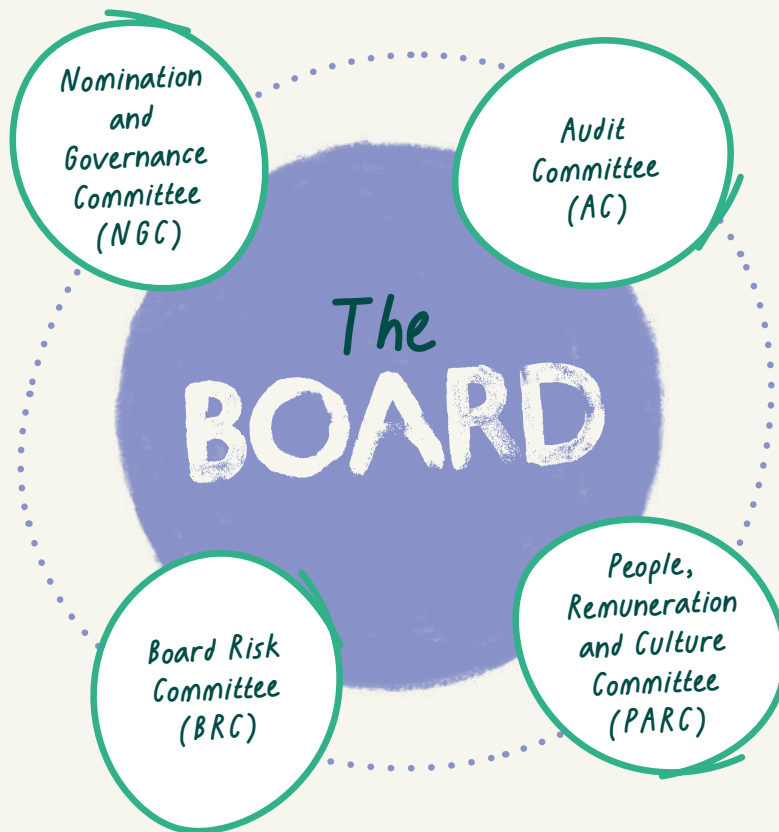 Nomination
and
Governance
Committee
(NGC)
Audit
Committee
(AC)
The
BOARD
Board Risk
Committee
(BRC)
People,
Remuneration
and Culture
Committee
(PARC)